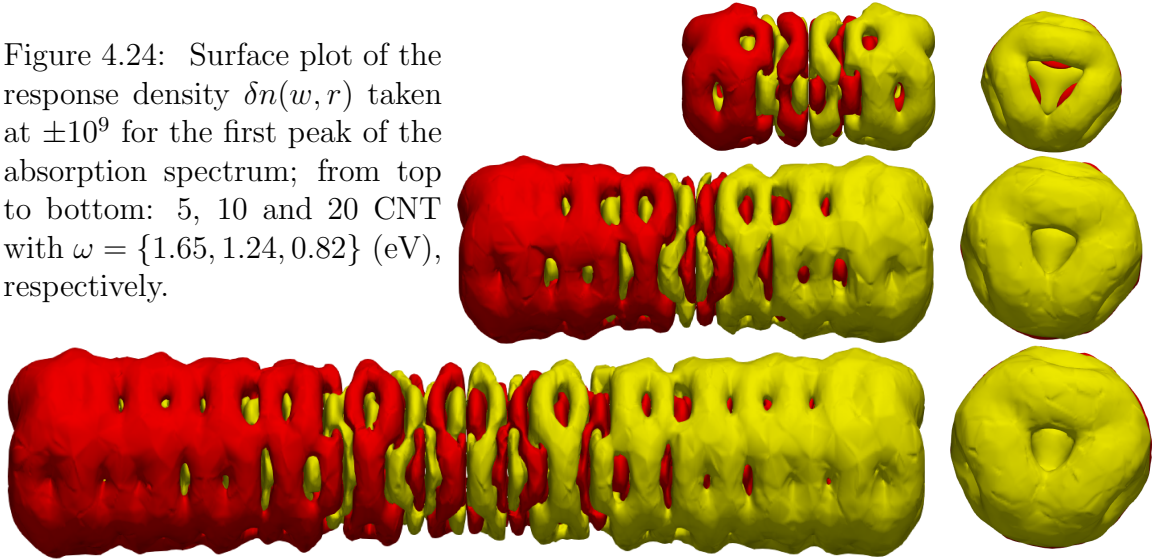 Figure 4.24: Surface plot of the
response density δn(w, r) taken
at ±10⁹ for the first peak of the
absorption spectrum; from top
to bottom: 5, 10 and 20 CNT
with ω = {1.65, 1.24, 0.82} (eV),
respectively.